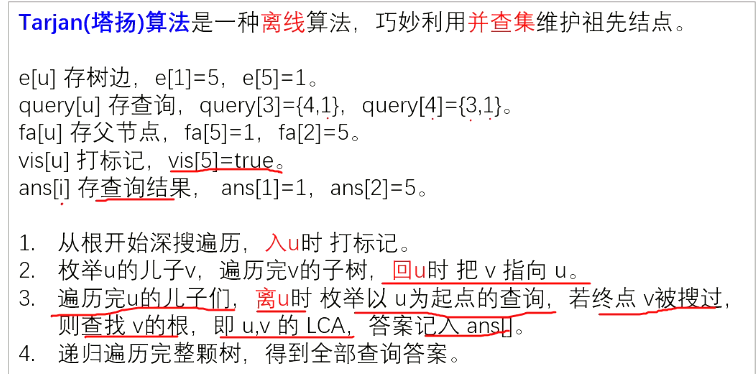 Tarjan(塔扬)算法是一种离线算法，巧妙利用并查集维护祖先结点。
e[u] 存树边，e[1]=5，e[5]=1。
query[u] 存查询，query[3]={4,1}，query[4]={3,1}。
fa[u] 存父节点，fa[5]=1，fa[2]=5。
vis[u] 打标记，vis[5]=true。
ans[i] 存查询结果， ans[1]=1，ans[2]=5。
1. 从根开始深搜遍历，入u时 打标记。
2. 枚举u的儿子v，遍历完v的子树，回u时 把 v 指向 u。
3. 遍历完u的儿子们，离u时 枚举以 u为起点的查询，若终点 v被搜过，
则查找 v的根，即 u,v 的 LCA，答案记入 ans[]。
4. 递归遍历完整颗树，得到全部查询答案。